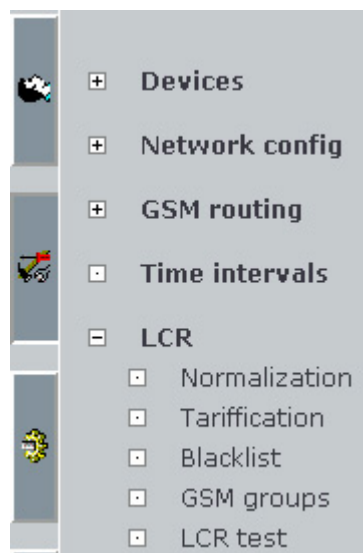 Devices
Network config
GSM routing
Time intervals
LCR
Normalization
Tariffication
Blacklist
GSM groups
LCR test